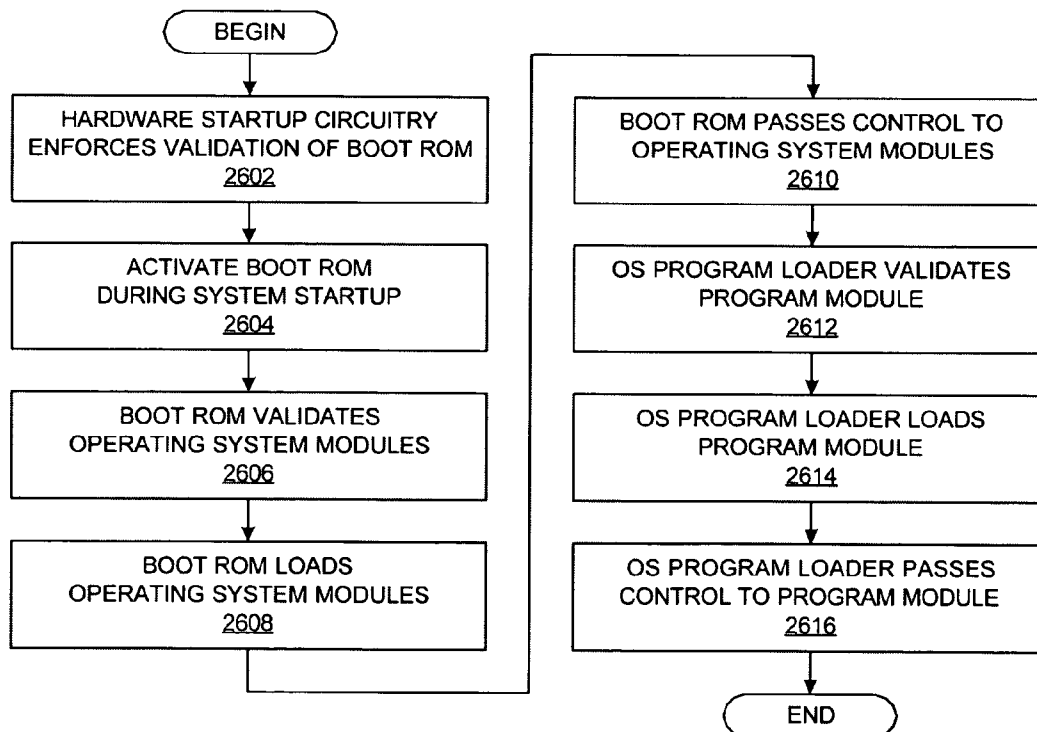 BEGIN
HARDWARE STARTUP CIRCUITRY
ENFORCES VALIDATION OF BOOT ROM
2602
ACTIVATE BOOT ROM
DURING SYSTEM STARTUP
2604
BOOT ROM VALIDATES
OPERATING SYSTEM MODULES
2606
BOOT ROM LOADS
OPERATING SYSTEM MODULES
2608
BOOT ROM PASSES CONTROL TO
OPERATING SYSTEM MODULES
2610
OS PROGRAM LOADER VALIDATES
PROGRAM MODULE
2612
OS PROGRAM LOADER LOADS
PROGRAM MODULE
2614
OS PROGRAM LOADER PASSES
CONTROL TO PROGRAM MODULE
2616
END